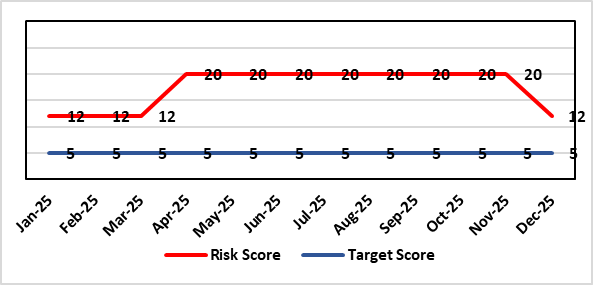 20 20 20 20 20 20 20 20
12 12 12 12
5 5 5 5 5 5 5 5 5 5 5 5
Jan-25 Feb-25 Mar-25 Apr-25 May-25 Jun-25 Jul-25 Aug-25 Sep-25 Oct-25 Nov-25 Dec-25
Risk Score Target Score